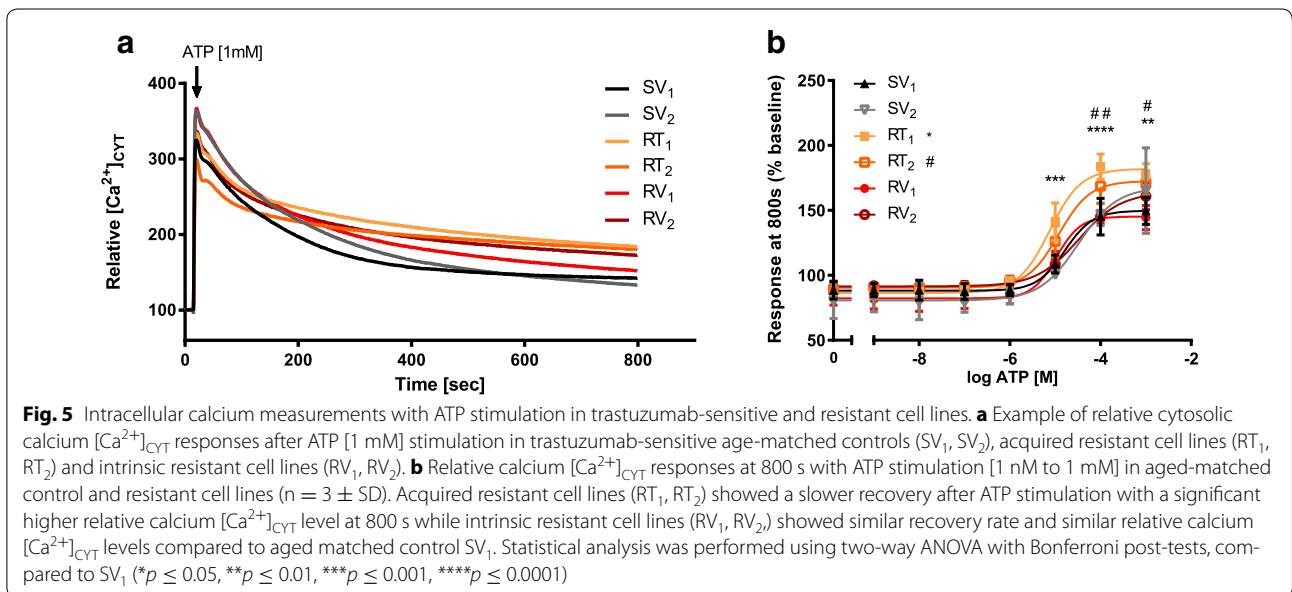 a
ATP [1mM]
400
300
200
100
Relative [Ca2+]CYT
0
200
400
600
800
Time [sec]
SV1
SV2
RT1
RT2
RV1
RV2
b
250
200
150
100
50
Response at 800s (% baseline)
SV1
SV2
RT1 *
RT2 #
RV1
RV2
***
##
****
#
**
0
-8
-6
-4
-2
log ATP [M]
Fig. 5 Intracellular calcium measurements with ATP stimulation in trastuzumab-sensitive and resistant cell lines. a Example of relative cytosolic
calcium [Ca2+]CYT responses after ATP [1 mM] stimulation in trastuzumab-sensitive age-matched controls (SV1, SV2), acquired resistant cell lines (RT1,
RT2) and intrinsic resistant cell lines (RV1, RV2). b Relative calcium [Ca2+]CYT responses at 800 s with ATP stimulation [1 nM to 1 mM] in aged-matched
control and resistant cell lines (n = 3 ± SD). Acquired resistant cell lines (RT1, RT2) showed a slower recovery after ATP stimulation with a significant
higher relative calcium [Ca2+]CYT level at 800 s while intrinsic resistant cell lines (RV1, RV2,) showed similar recovery rate and similar relative calcium
[Ca2+]CYT levels compared to aged matched control SV1. Statistical analysis was performed using two-way ANOVA with Bonferroni post-tests, com-
pared to SV1 (*p ≤ 0.05, **p ≤ 0.01, ***p ≤ 0.001, ****p ≤ 0.0001)